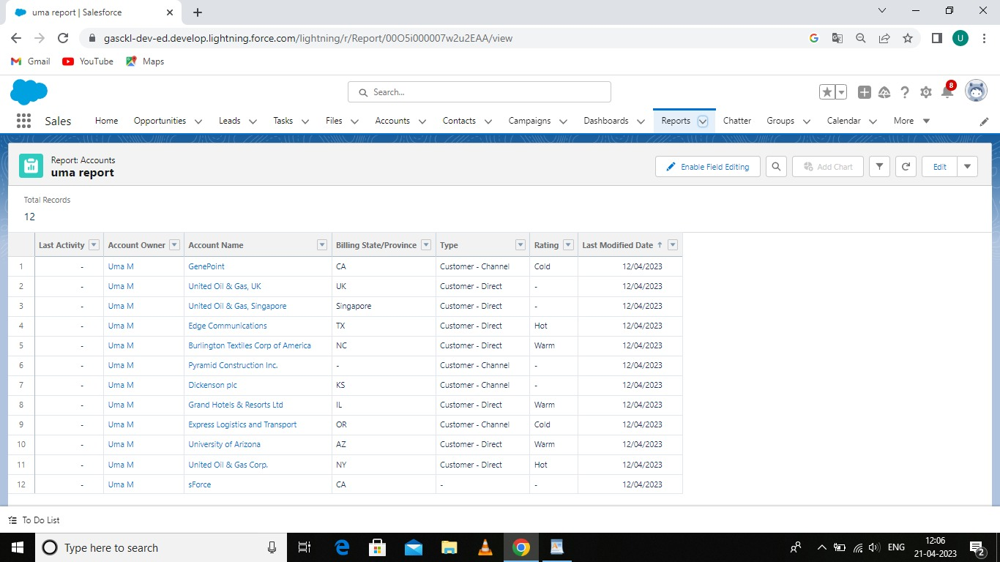 uma report | Salesforce
gasckl-dev-ed.develop.lightning.force.com/lightning/r/Report/00O5i000007w2u2EAA/view
U
Gmail YouTube Maps
Search...
8
Sales Home Opportunities Leads Tasks Files Accounts Contacts Campaigns Dashboards Reports Chatter Groups Calendar More
Report: Accounts
uma report
Enable Field Editing Add Chart Edit
Total Records
12
Last Activity Account Owner Account Name Billing State/Province Type Rating Last Modified Date ↑
1 - Uma M GenePoint CA Customer - Channel Cold 12/04/2023
2 - Uma M United Oil & Gas, UK UK Customer - Direct - 12/04/2023
3 - Uma M United Oil & Gas, Singapore Singapore Customer - Direct - 12/04/2023
4 - Uma M Edge Communications TX Customer - Direct Hot 12/04/2023
5 - Uma M Burlington Textiles Corp of America NC Customer - Direct Warm 12/04/2023
6 - Uma M Pyramid Construction Inc. - Customer - Channel - 12/04/2023
7 - Uma M Dickenson plc KS Customer - Channel - 12/04/2023
8 - Uma M Grand Hotels & Resorts Ltd IL Customer - Direct Warm 12/04/2023
9 - Uma M Express Logistics and Transport OR Customer - Channel Cold 12/04/2023
10 - Uma M University of Arizona AZ Customer - Direct Warm 12/04/2023
11 - Uma M United Oil & Gas Corp. NY Customer - Direct Hot 12/04/2023
12 - Uma M sForce CA - - 12/04/2023
To Do List
Type here to search
ENG
12:06
21-04-2023
2